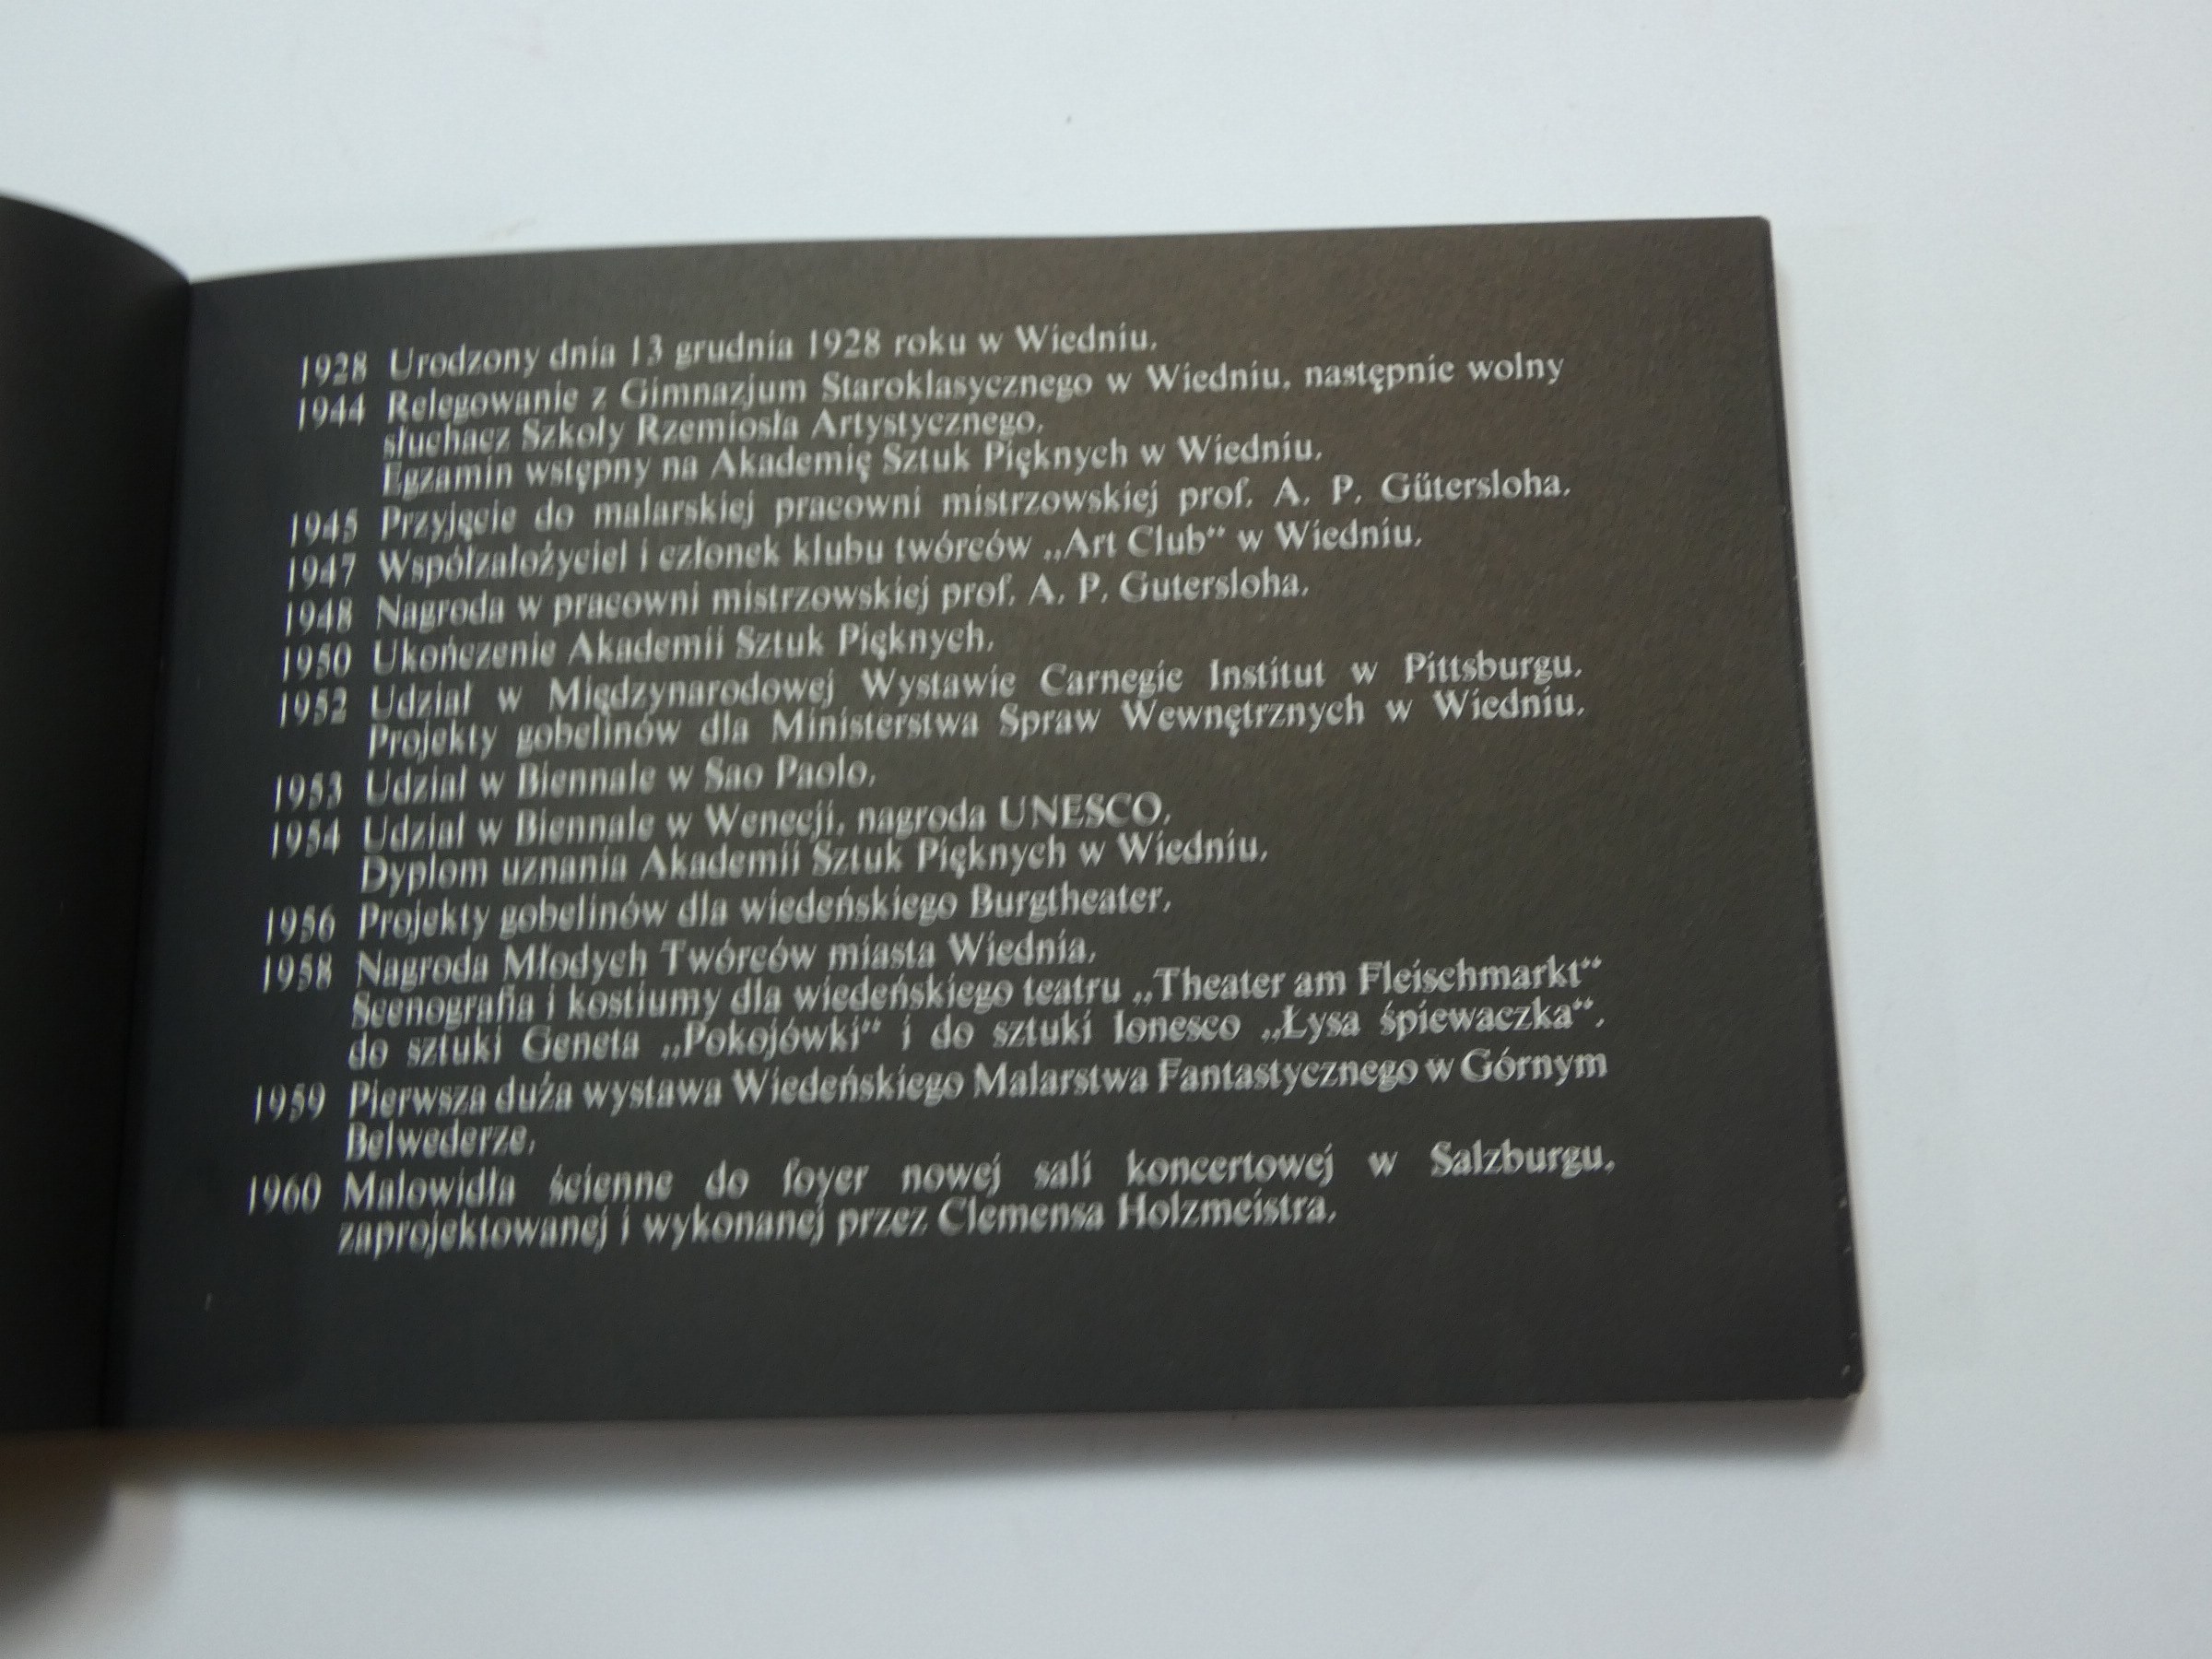 1928 Urodzony dnia 13 grudnia 1928 roku w Wiedniu.
1944 Relegowanie z Gimnazjum Staroklasycznego w Wiedniu, następnie wolny
słuchacz Szkoły Rzemiosła Artystycznego.
Egzamin wstępny na Akademię Sztuk Pięknych w Wiedniu.
1945 Przyjęcie do malarskiej pracowni mistrzowskiej prof. A. P. Gütersloha.
1947 Współzałożyciel i członek klubu twórców „Art Club“ w Wiedniu.
1948 Nagroda w pracowni mistrzowskiej prof. A. P. Gutersloha.
1950 Ukończenie Akademii Sztuk Pięknych.
1952 Udział w Międzynarodowej Wystawie Carnegie Institut w Pittsburgu.
Projekty gobelinów dla Ministerstwa Spraw Wewnętrznych w Wiedniu.
1953 Udział w Biennale w Sao Paolo.
1954 Udział w Biennale w Wenecji, nagroda UNESCO.
Dyplom uznania Akademii Sztuk Pięknych w Wiedniu.
1956 Projekty gobelinów dla wiedeńskiego Burgtheater.
1958 Nagroda Młodych Twórców miasta Wiednia.
Scenografia i kostiumy dla wiedeńskiego teatru „Theater am Fleischmarkt“
do sztuki Geneta „Pokojówki“ i do sztuki Ionesco „Łysa śpiewaczka“.
1959 Pierwsza duża wystawa Wiedeńskiego Malarstwa Fantastycznego w Górnym
Belwederze.
1960 Malowidła ścienne do foyer nowej sali koncertowej w Salzburgu,
zaprojektowanej i wykonanej przez Clemensa Holzmeistra.